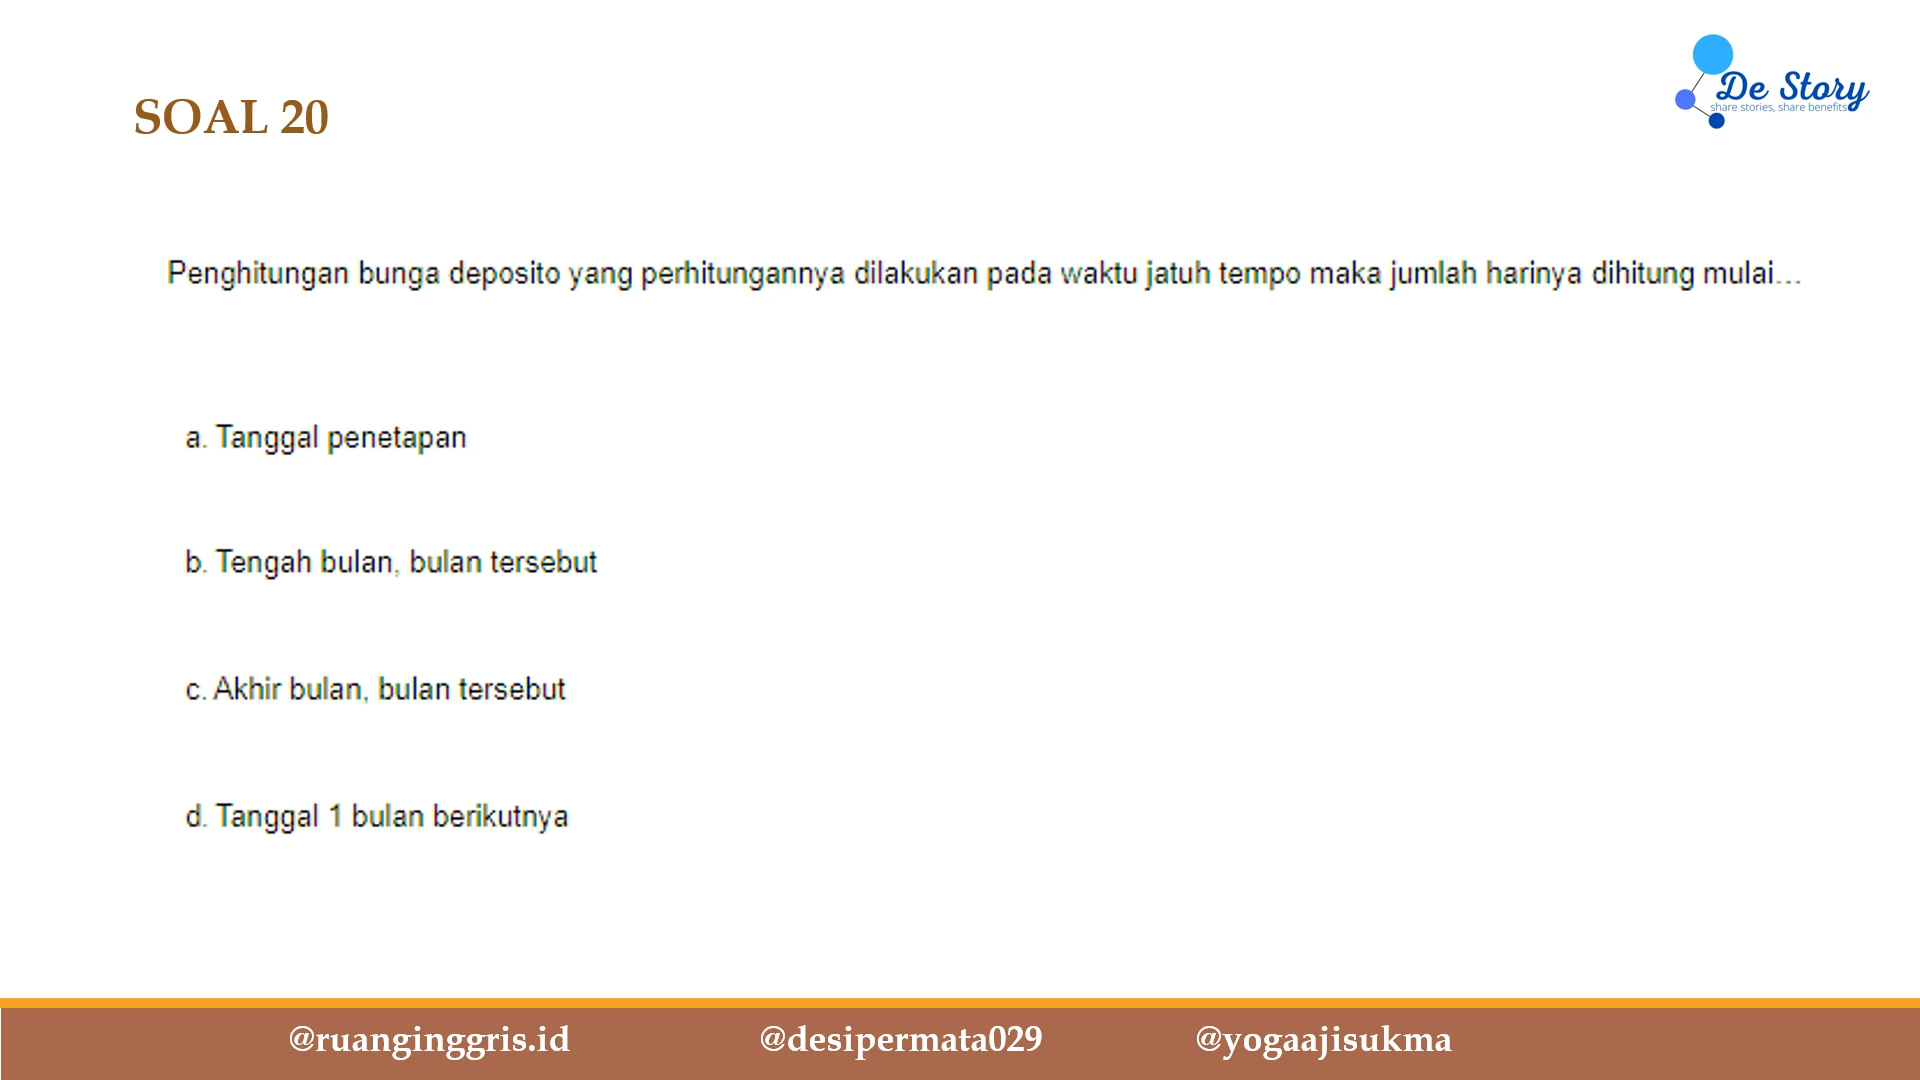 De Story
share stories, share benefits
SOAL 20
Penghitungan bunga deposito yang perhitungannya dilakukan pada waktu jatuh tempo maka jumlah harinya dihitung mulai...
a. Tanggal penetapan
b. Tengah bulan, bulan tersebut
c. Akhir bulan, bulan tersebut
d. Tanggal 1 bulan berikutnya
@ruanginggris.id @desipermata029 @yogaajisukma